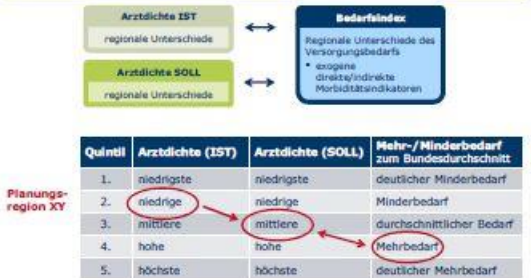 Arztdichte IST
regionale Unterschiede
Bedarfsindex
Regionale Unterschiede des
Versorgungsbedarfs
• exogene
direkte/indirekte
Morbiditätsindikatoren
Arztdichte SOLL
regionale Unterschiede
Quintil Arztdichte (IST) Arztdichte (SOLL) Mehr-/Minderbedarf
zum Bundesdurchschnitt
1. niedrigste niedrigste deutlicher Minderbedarf
Planungs-
region XY
2. niedrige niedrige Minderbedarf
3. mittlere mittlere durchschnittlicher Bedarf
4. hohe hohe Mehrbedarf
5. höchste höchste deutlicher Mehrbedarf